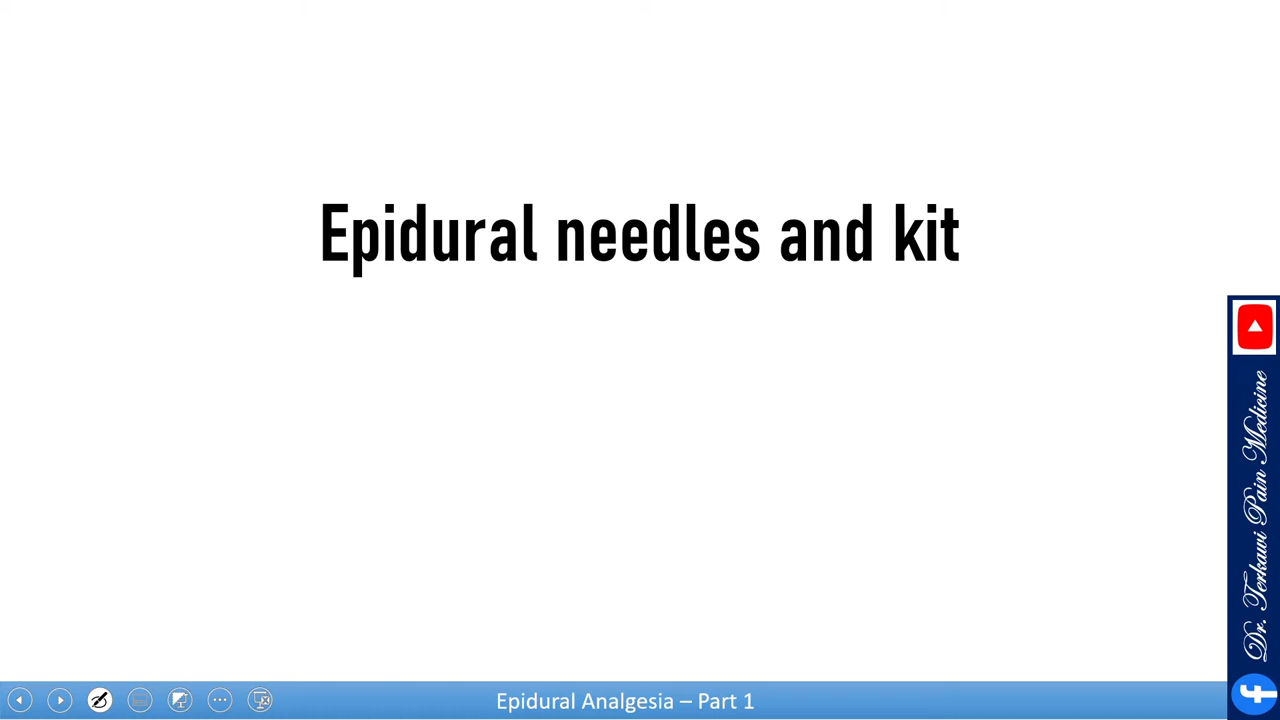 Epidural needles and kit
Dr. Terkawi Pain Medicine
Epidural Analgesia – Part 1